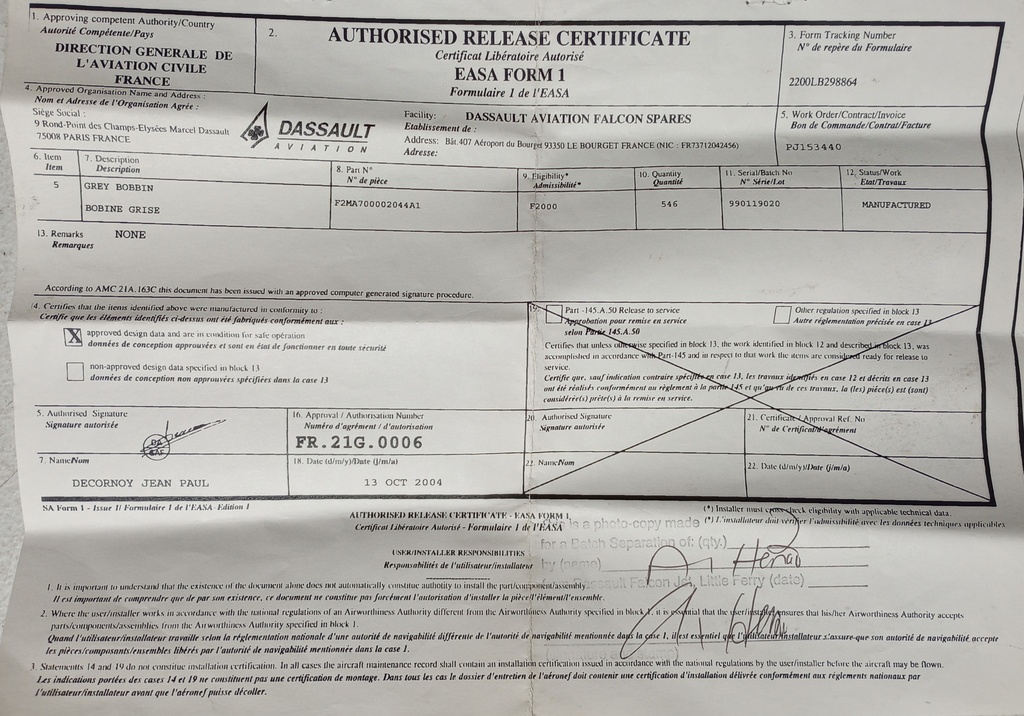 1. Approving competent Authority/Country
Autorité Compétente/Pays
DIRECTION GENERALE DE
L'AVIATION CIVILE
FRANCE
2.
AUTHORISED RELEASE CERTIFICATE
Certificat Libératoire Autorisé
EASA FORM 1
Formulaire 1 de l'EASA
3. Form Tracking Number
N° de repère du Formulaire
2200LB298864
4. Approved Organisation Name and Address :
Nom et Adresse de l'Organisation Agrée :
Siège Social :
9 Rond-Point des Champs-Elysées Marcel Dassault
75008 PARIS FRANCE
DASSAULT
AVIATION
Facility: DASSAULT AVIATION FALCON SPARES
Etablissement de :
Address: Bât.407 Aéroport du Bourget 93350 LE BOURGET FRANCE (NIC : FR73712042456)
Adresse:
5. Work Order/Contract/Invoice
Bon de Commande/Contrat/Facture
PJ153440
6. Item
Item
7. Description
Description
8. Part N°
N° de pièce
9. Eligibility*
Admissibilité*
10. Quantity
Quantité
11. Serial/Batch No
N° Série/Lot
12. Status/Work
Etat/Travaux
5
GREY BOBBIN
BOBINE GRISE
F2MA700002044A1
F2000
546
990119020
MANUFACTURED
13. Remarks NONE
Remarques
According to AMC 21A.163C this document has been issued with an approved computer generated signature procedure.
4. Certifies that the items identified above were manufactured in conformity to :
Certifie que les éléments identifiés ci-dessus ont été fabriqués conformément aux :
X
approved design data and are in condition for safe operation
données de conception approuvées et sont en état de fonctionner en toute sécurité
non-approved design data specified in block 13
données de conception non approuvées spécifiées dans la case 13
19.
Part -145.A.50 Release to service
Approbation pour remise en service
selon Partie 145.A.50
Other regulation specified in block 13
Autre réglementation précisée en case 13
Certifies that unless otherwise specified in block 13, the work identified in block 12 and described in block 13, was
accomplished in accordance with Part-145 and in respect to that work the items are considered ready for release to
service.
Certifie que, sauf indication contraire spécifiée en case 13, les travaux identifiés en case 12 et décrits en case 13
ont été réalisés conformément au règlement à la partie 145 et qu'au vu de ces travaux, la (les) pièce(s) est (sont)
considérée(s) prête(s) à la remise en service.
5. Authorised Signature
Signature autorisée
16. Approval / Authorisation Number
Numéro d'agrément / d'autorisation
FR.21G.0006
20. Authorised Signature
Signature autorisée
21. Certificate / Approval Ref. No
N° de Certificat/d'agrément
7. Name/Nom
DECORNOY JEAN PAUL
18. Date (d/m/y)/Date (j/m/a)
13 OCT 2004
Name/Nom
22. Date (d/m/y)/Date (j/m/a)
SA Form 1 - Issue 1/ Formulaire 1 de l'EASA- Edition 1
AUTHORISED RELEASE CERTIFICATE - EASA FORM 1
Certificat Libératoire Autorisé - Formulaire 1 de l'EASA
(*) Installer must cross-check eligibility with applicable technical data.
(*) L'installateur doit vérifier l'admissibilité avec les données techniques applicables
is a photo-copy made
for a Batch Separation of: (qty.) 2
by (name) A. Henao
Falcon Jet, Little Ferry (date)
USER/INSTALLER RESPONSIBILITIES
Responsabilités de l'utilisateur/installateur
1. It is important to understand that the existence of the document alone does not automatically constitue authority to install the part/component/assembly.
Il est important de comprendre que de par son existence, ce document ne constitue pas forcément l'autorisation d'installer la pièce/l'élément/l'ensemble.
2. Where the user/installer works in accordance with the national regulations of an Airworthiness Authority different from the Airworthiness Authority specified in block 1, it is essential that the user/installer ensures that his/her Airworthiness Authority accepts
parts/components/assemblies from the Airworthiness Authority specified in block 1.
Quand l'utilisateur/installateur travaille selon la réglementation nationale d'une autorité de navigabilité différente de l'autorité de navigabilité mentionnée dans la case 1, il est essentiel que l'utilisateur/installateur s'assure-que son autorité de navigabilité accepte
les pièces/composants/ensembles libérés par l'autorité de navigabilité mentionnée dans la case 1.
3. Statements 14 and 19 do not constitue installation certification. In all cases the aircraft maintenance record shall contain an installation certification issued in accordance with the national regulations by the user/installer before the aircraft may be flown.
Les indications portées des cases 14 et 19 ne constituent pas une certification de montage. Dans tous les cas le dossier d'entretien de l'aéronef doit contenir une certification d'installation délivrée conformément aux règlements nationaux par
l'utilisateur/installateur avant que l'aéronef puisse décoller.